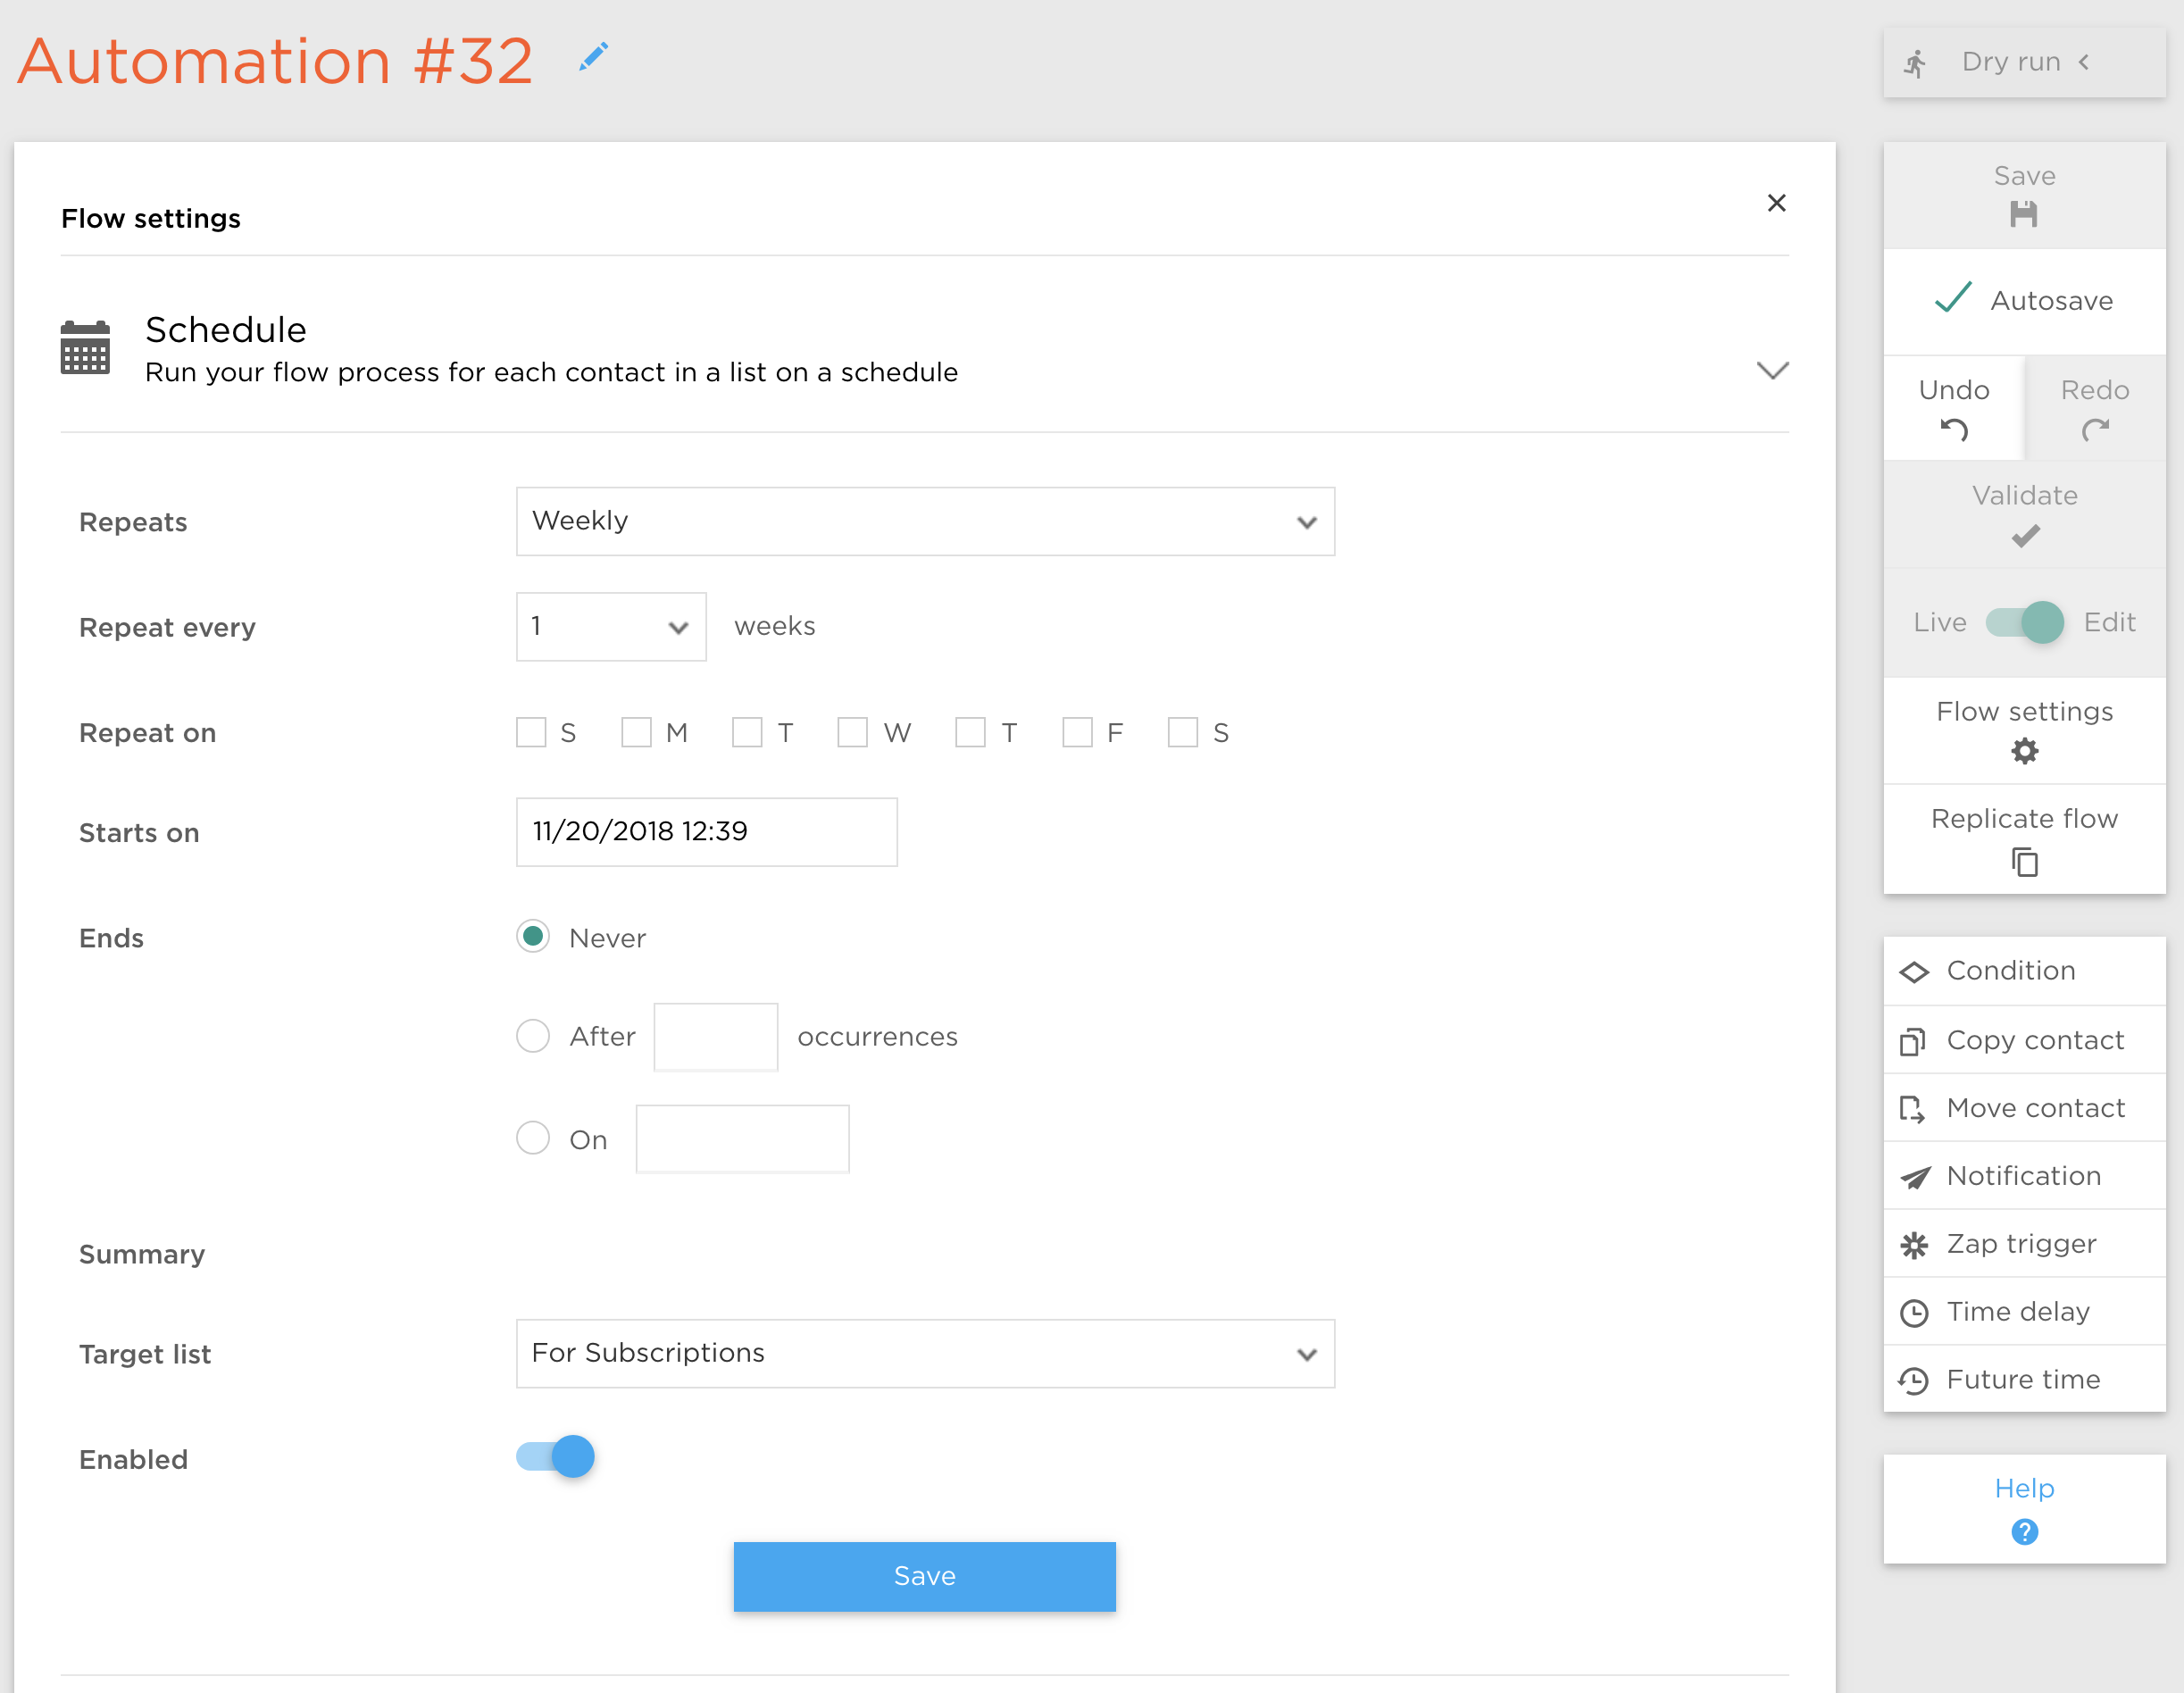 Automation #32
Dry run
Flow settings
Schedule
Run your flow process for each contact in a list on a schedule
Repeats
Weekly
Repeat every
1
weeks
Repeat on
S M T W T F S
Starts on
11/20/2018 12:39
Ends
Never
After
occurrences
On
Summary
Target list
For Subscriptions
Enabled
Save
Save
Autosave
Undo
Redo
Validate
Live
Edit
Flow settings
Replicate flow
Condition
Copy contact
Move contact
Notification
Zap trigger
Time delay
Future time
Help
?